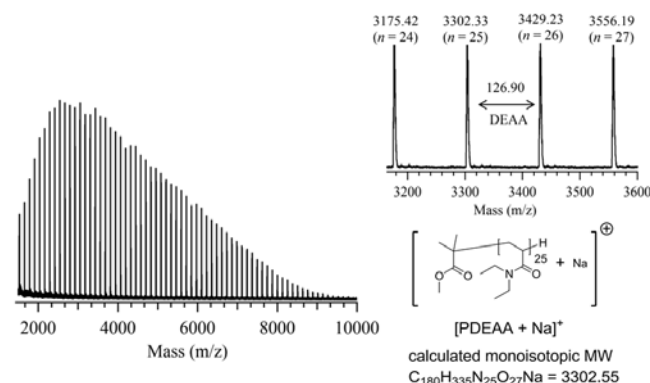 3175.42 3302.33 3429.23 3556.19
(n = 24) (n = 25) (n = 26) (n = 27)
126.90
DEAA
3200 3300 3400 3500 3600
Mass (m/z)
2000 4000 6000 8000 10000
Mass (m/z)
⊕
H
25
+ Na
O
O
N
O
[PDEAA + Na]⁺
calculated monoisotopic MW
C₁₈₀H₃₃₅N₂₅O₂₇Na = 3302.55